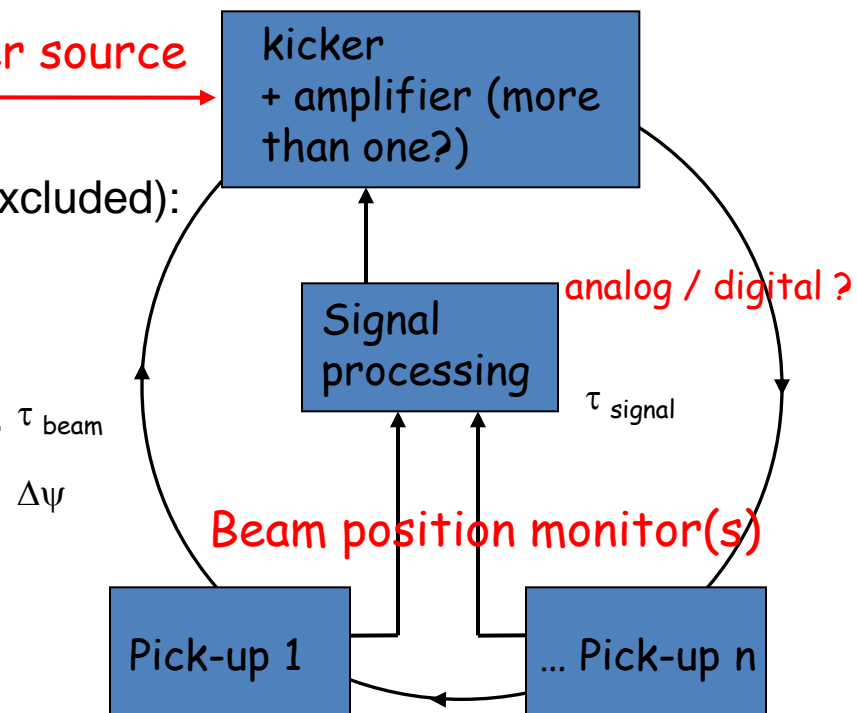 source
kicker
+ amplifier (more
than one?)
analog / digital ?
Signal
processing
τ beam
τ signal
Δψ
Beam position monitor(s)
Pick-up 1
... Pick-up n